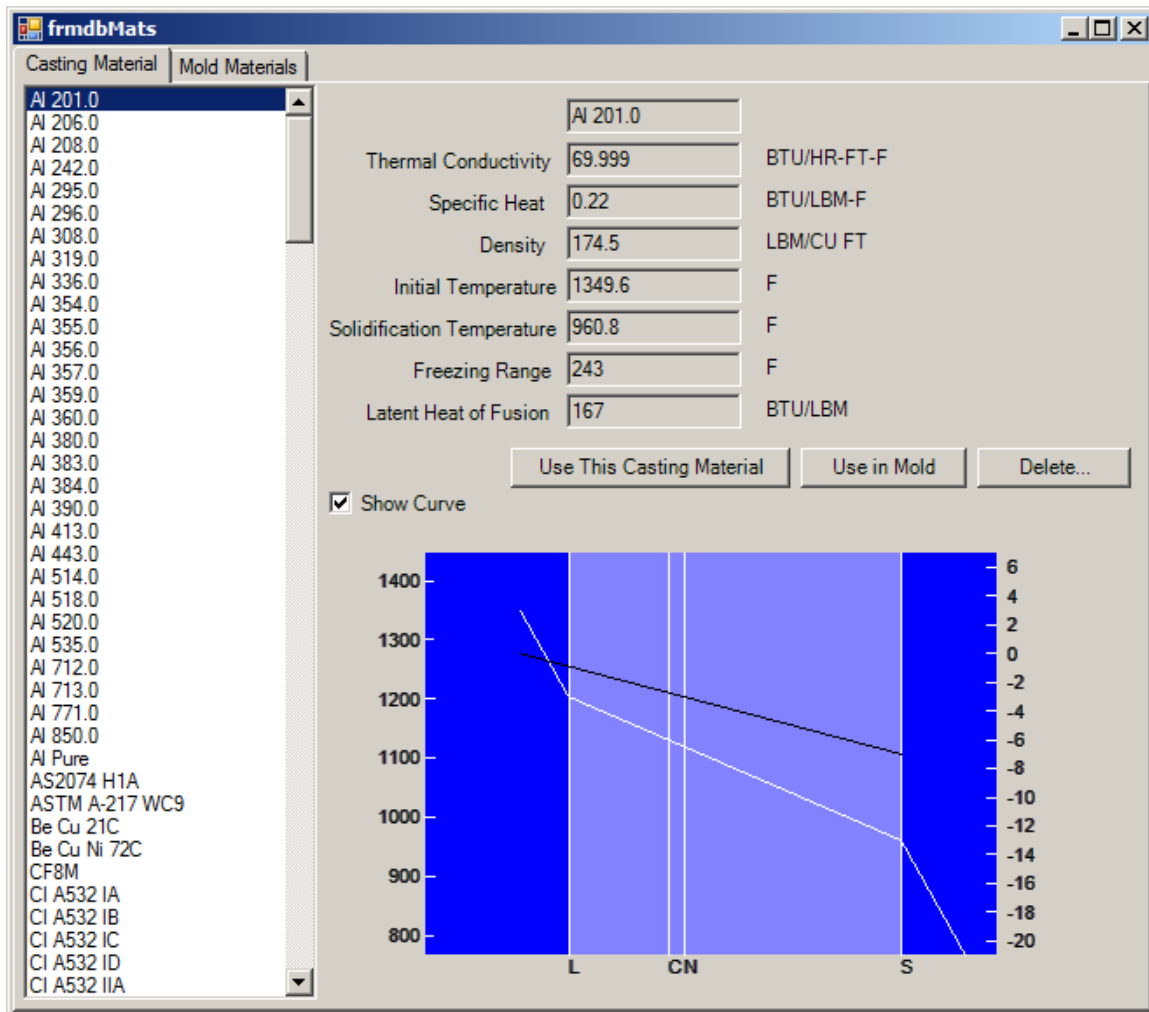 frmdbMats
Casting Material
Mold Materials
Al 201.0
Al 206.0
Al 208.0
Al 242.0
Al 295.0
Al 296.0
Al 308.0
Al 319.0
Al 336.0
Al 354.0
Al 355.0
Al 356.0
Al 357.0
Al 359.0
Al 360.0
Al 380.0
Al 383.0
Al 384.0
Al 390.0
Al 413.0
Al 443.0
Al 514.0
Al 518.0
Al 520.0
Al 535.0
Al 712.0
Al 713.0
Al 771.0
Al 850.0
Al Pure
AS2074 H1A
ASTM A-217 WC9
Be Cu 21C
Be Cu Ni 72C
CF8M
CI A532 IA
CI A532 IB
CI A532 IC
CI A532 ID
CI A532 IIA
Al 201.0
Thermal Conductivity 69.999 BTU/HR-FT-F
Specific Heat 0.22 BTU/LBM-F
Density 174.5 LBM/CU FT
Initial Temperature 1349.6 F
Solidification Temperature 960.8 F
Freezing Range 243 F
Latent Heat of Fusion 167 BTU/LBM
Use This Casting Material
Use in Mold
Delete...
Show Curve
1400
1300
1200
1100
1000
900
800
6
4
2
0
-2
-4
-6
-8
-10
-12
-14
-16
-18
-20
L CN S